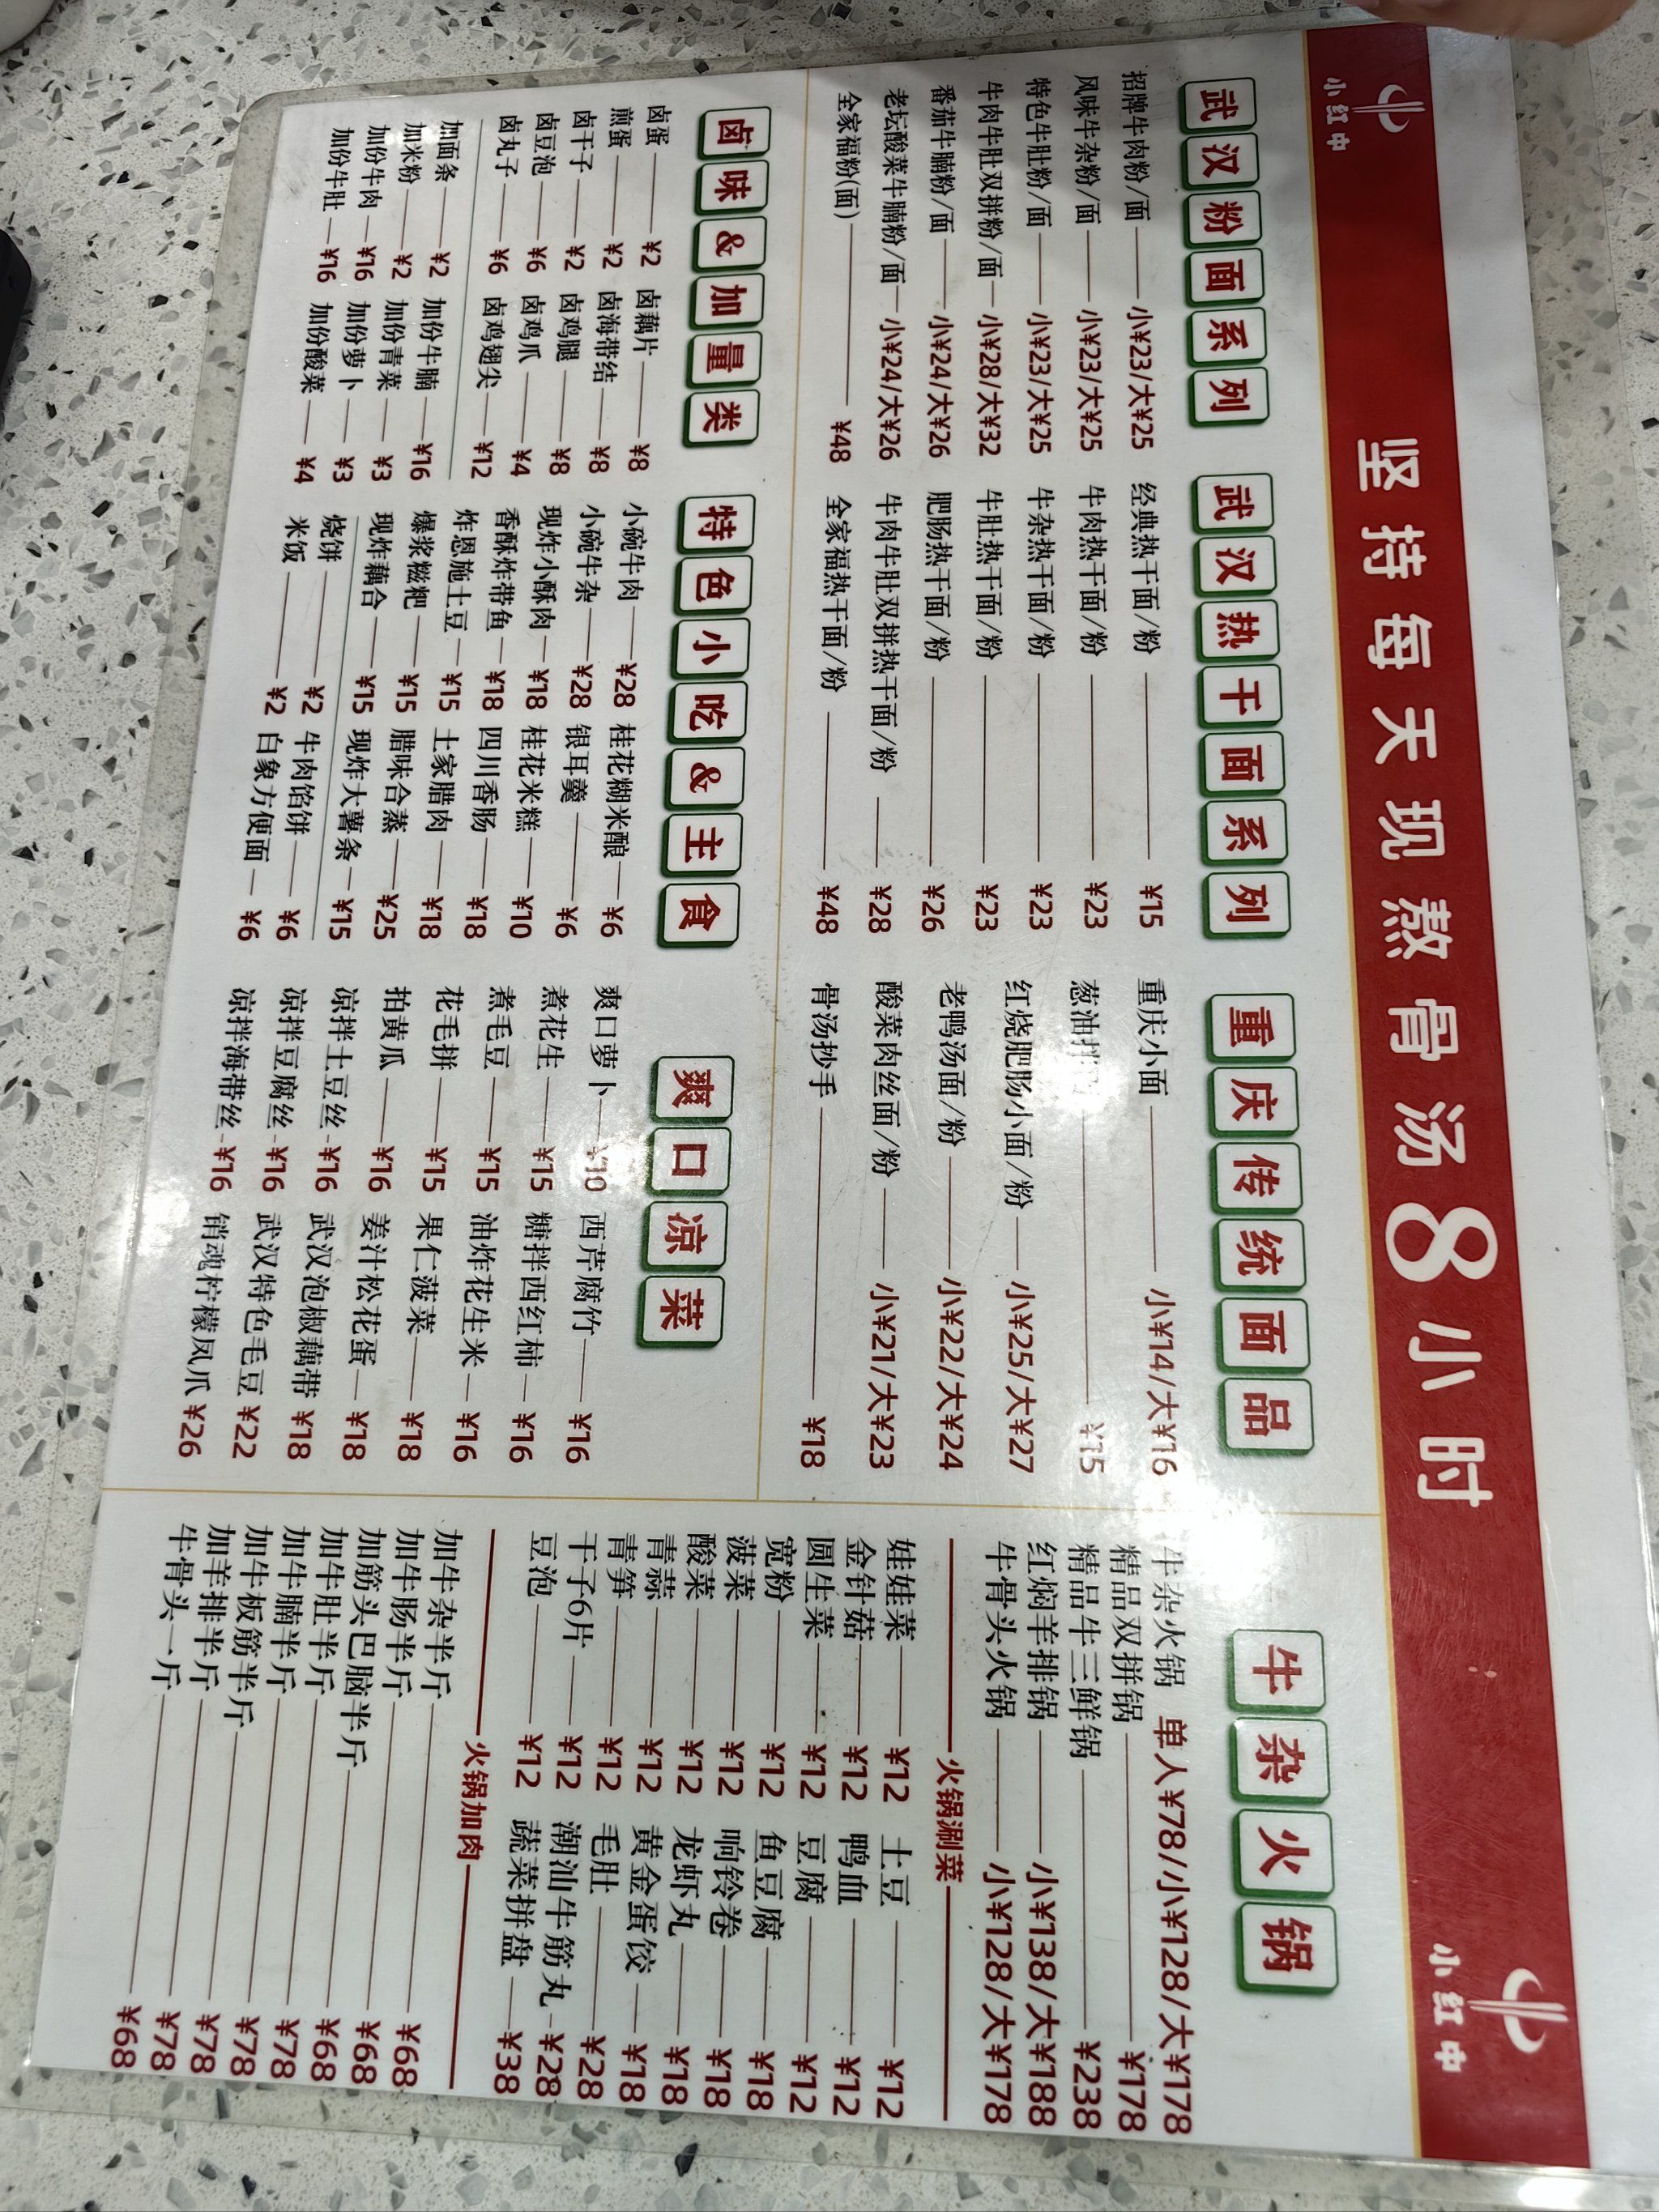 小红中
坚持每天现熬骨汤8小时
小红中
武汉粉面系列
招牌牛肉粉/面 小¥23/大¥25
风味牛杂粉/面 小¥23/大¥25
特色牛肚粉/面 小¥23/大¥25
牛肉牛肚双拼粉/面 小¥28/大¥32
番茄牛腩粉/面 小¥24/大¥26
老坛酸菜牛腩粉/面 小¥24/大¥26
全家福粉(面) ¥48
武汉热干面系列
经典热干面/粉 ¥15
牛肉热干面/粉 ¥23
牛杂热干面/粉 ¥23
牛肚热干面/粉 ¥23
肥肠热干面/粉 ¥26
牛肉牛肚双拼热干面/粉 ¥28
全家福热干面/粉 ¥48
重庆传统面品
重庆小面 小¥14/大¥16
葱油拌 ¥15
红烧肥肠小面/粉 小¥25/大¥27
老鸭汤面/粉 小¥22/大¥24
酸菜肉丝面/粉 小¥21/大¥23
骨汤抄手 ¥18
卤味&加量类
卤蛋 ¥2 卤藕片 ¥8
煎蛋 ¥2 卤海带结 ¥8
卤干子 ¥2 卤鸡腿 ¥8
卤豆泡 ¥6 卤鸡爪 ¥4
卤丸子 ¥6 卤鸡翅尖 ¥12
加面条 ¥2 加份牛腩 ¥16
加米粉 ¥2 加份青菜 ¥3
加份牛肉 ¥16 加份萝卜 ¥3
加份牛肚 ¥16 加份酸菜 ¥4
特色小吃&主食
小碗牛肉 ¥28 桂花糊米酿 ¥6
小碗牛杂 ¥28 银耳羹 ¥6
现炸小酥肉 ¥18 桂花米糕 ¥10
香酥炸带鱼 ¥18 四川香肠 ¥18
炸恩施土豆 ¥15 土家腊肉 ¥18
爆浆糍粑 ¥15 腊味合蒸 ¥25
现炸藕合 ¥15 现炸大薯条 ¥15
烧饼 ¥2 牛肉馅饼 ¥6
米饭 ¥2 白象方便面 ¥6
爽口凉菜
爽口萝卜 ¥10 西芹腐竹 ¥16
煮花生 ¥15 糖拌西红柿 ¥16
煮毛豆 ¥15 油炸花生米 ¥16
花毛拼 ¥15 果仁菠菜 ¥18
拍黄瓜 ¥16 姜汁松花蛋 ¥18
凉拌土豆丝 ¥16 武汉泡椒藕带 ¥18
凉拌豆腐丝 ¥16 武汉特色毛豆 ¥22
凉拌海带丝 ¥16 销魂柠檬凤爪 ¥26
牛杂火锅
牛杂火锅 单人¥78/小¥128/大¥178
精品双拼锅 ¥178
精品牛三鲜锅 ¥238
红焖羊排锅 小¥138/大¥188
牛骨头火锅 小¥128/大¥178
火锅涮菜
娃娃菜 ¥12 土豆 ¥12
金针菇 ¥12 鸭血 ¥12
圆生菜 ¥12 豆腐 ¥12
宽粉 ¥12 鱼豆腐 ¥18
菠菜 ¥12 响铃卷 ¥18
酸菜 ¥12 龙虾丸 ¥18
青蒜 ¥12 黄金蛋饺 ¥18
青笋 ¥12 毛肚 ¥28
干子6片 ¥12 潮汕牛筋丸 ¥28
豆泡 ¥12 蔬菜拼盘 ¥38
火锅加肉
加牛杂半斤 ¥68
加牛肠半斤 ¥68
加筋头巴脑半斤 ¥68
加牛肚半斤 ¥78
加牛腩半斤 ¥78
加牛板筋半斤 ¥78
加羊排半斤 ¥78
牛骨头一斤 ¥68